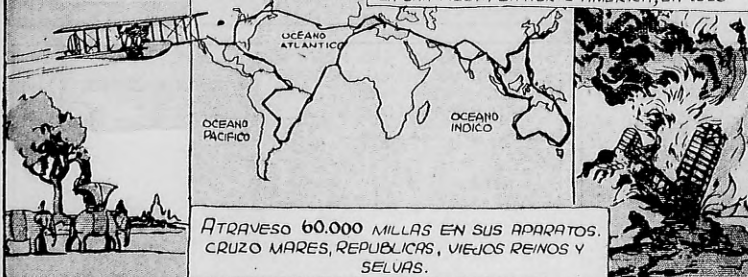 OCEANO
ATLANTICO
OCEANO
PACIFICO
OCEANO
INDICO
ATRAVESO 60.000 MILLAS EN SUS APARATOS.
CRUZO MARES, REPUBLICAS, VIEJOS REINOS Y
SELVAS.